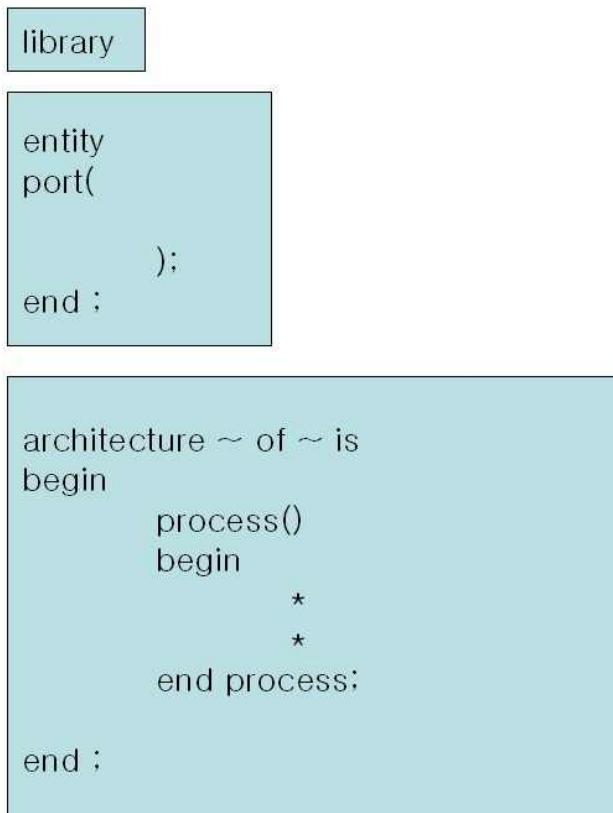 library
entity
port(
);
end ;
architecture ~ of ~ is
begin
process()
begin
*
*
end process;
end ;